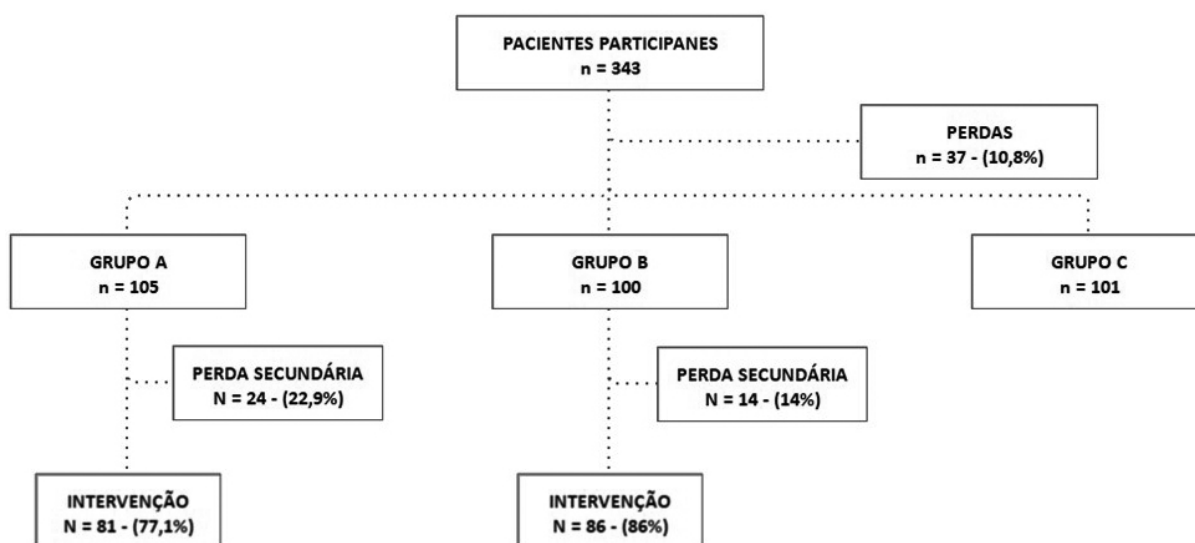 PACIENTES PARTICIPANES
n = 343
PERDAS
n = 37 - (10,8%)
GRUPO A
n = 105
GRUPO B
n = 100
GRUPO C
n = 101
PERDA SECUNDÁRIA
N = 24 - (22,9%)
PERDA SECUNDÁRIA
N = 14 - (14%)
INTERVENÇÃO
N = 81 - (77,1%)
INTERVENÇÃO
N = 86 - (86%)